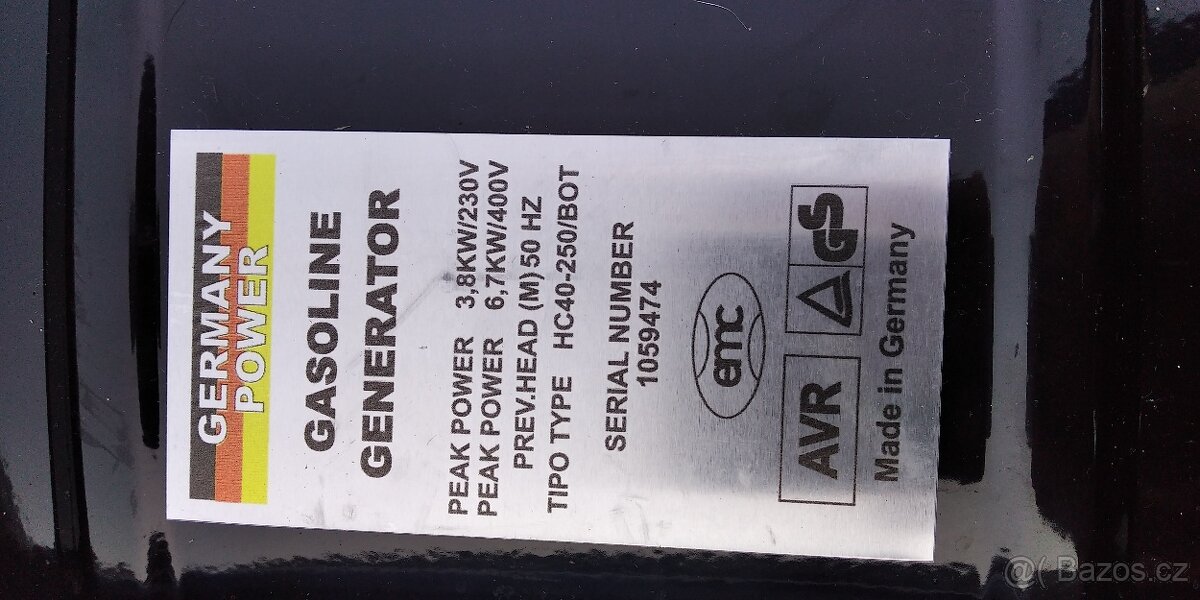 GERMANY
POWER
GASOLINE
GENERATOR
PEAK POWER 3,8KW/230V
PEAK POWER 6,7KW/400V
PREV.HEAD (M) 50 HZ
TIPO TYPE HC40-250/BOT
SERIAL NUMBER
1059474
emc
AVR GS
Made in Germany
@( Bazos.cz